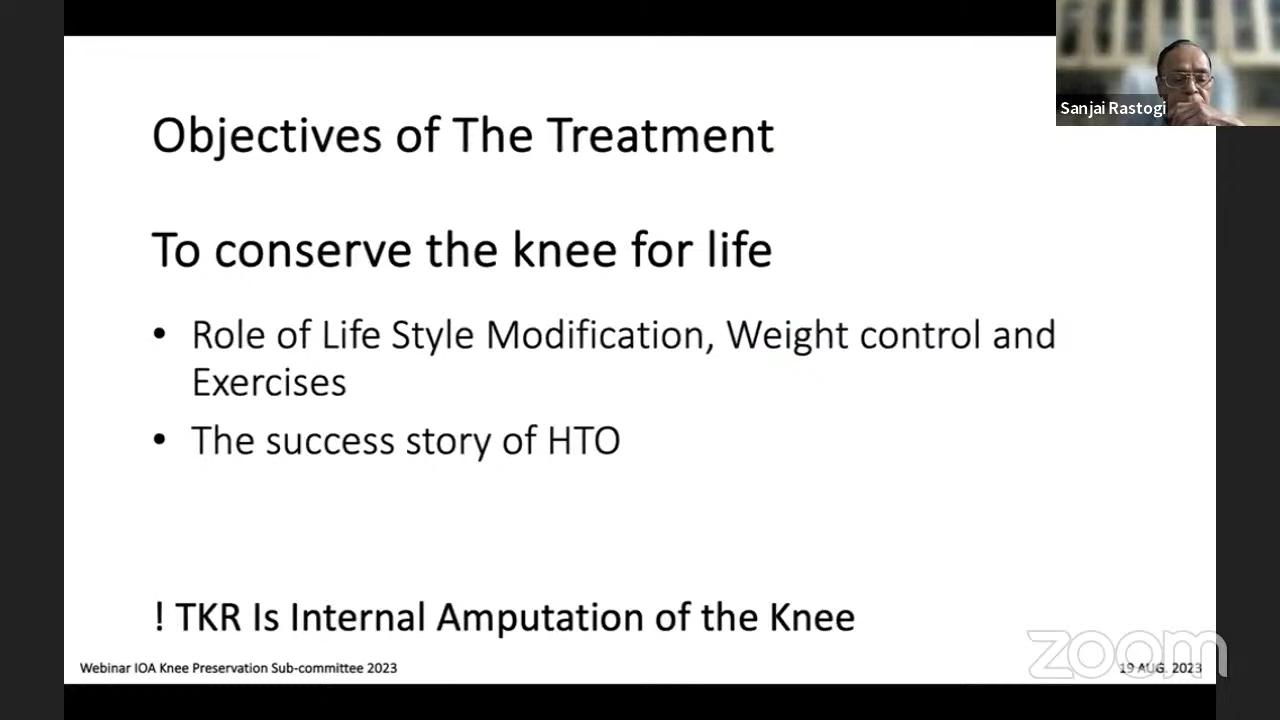 Sanjai Rastogi
Objectives of The Treatment
To conserve the knee for life
• Role of Life Style Modification, Weight control and
Exercises
• The success story of HTO
! TKR Is Internal Amputation of the Knee
Webinar IOA Knee Preservation Sub-committee 2023
19 AUG. 2023
zoom